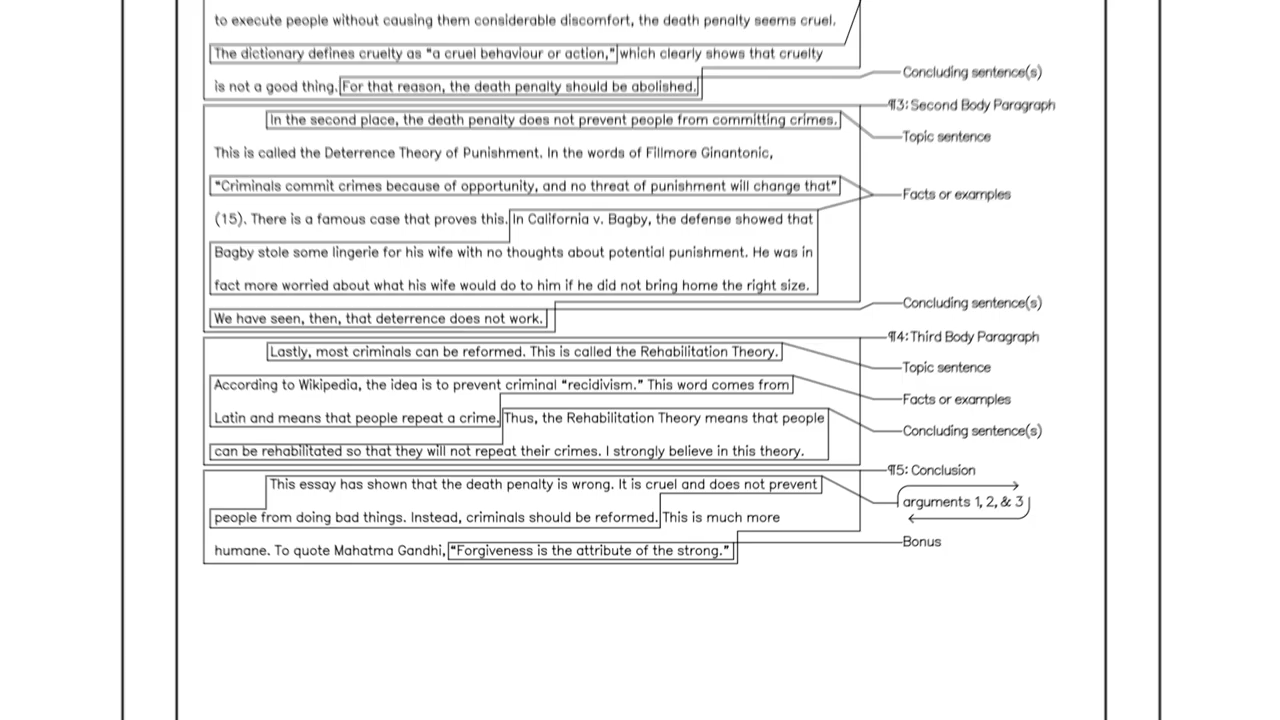 to execute people without causing them considerable discomfort, the death penalty seems cruel.
The dictionary defines cruelty as "a cruel behaviour or action," which clearly shows that cruelty
is not a good thing. For that reason, the death penalty should be abolished.
Concluding sentence(s)
¶3: Second Body Paragraph
In the second place, the death penalty does not prevent people from committing crimes.
Topic sentence
This is called the Deterrence Theory of Punishment. In the words of Fillmore Ginantonic,
"Criminals commit crimes because of opportunity, and no threat of punishment will change that"
Facts or examples
(15). There is a famous case that proves this. In California v. Bagby, the defense showed that
Bagby stole some lingerie for his wife with no thoughts about potential punishment. He was in
fact more worried about what his wife would do to him if he did not bring home the right size.
Concluding sentence(s)
We have seen, then, that deterrence does not work.
¶4: Third Body Paragraph
Lastly, most criminals can be reformed. This is called the Rehabilitation Theory.
Topic sentence
According to Wikipedia, the idea is to prevent criminal "recidivism." This word comes from
Facts or examples
Latin and means that people repeat a crime. Thus, the Rehabilitation Theory means that people
Concluding sentence(s)
can be rehabilitated so that they will not repeat their crimes. I strongly believe in this theory.
¶5: Conclusion
This essay has shown that the death penalty is wrong. It is cruel and does not prevent
arguments 1, 2, & 3
people from doing bad things. Instead, criminals should be reformed. This is much more
Bonus
humane. To quote Mahatma Gandhi, "Forgiveness is the attribute of the strong."